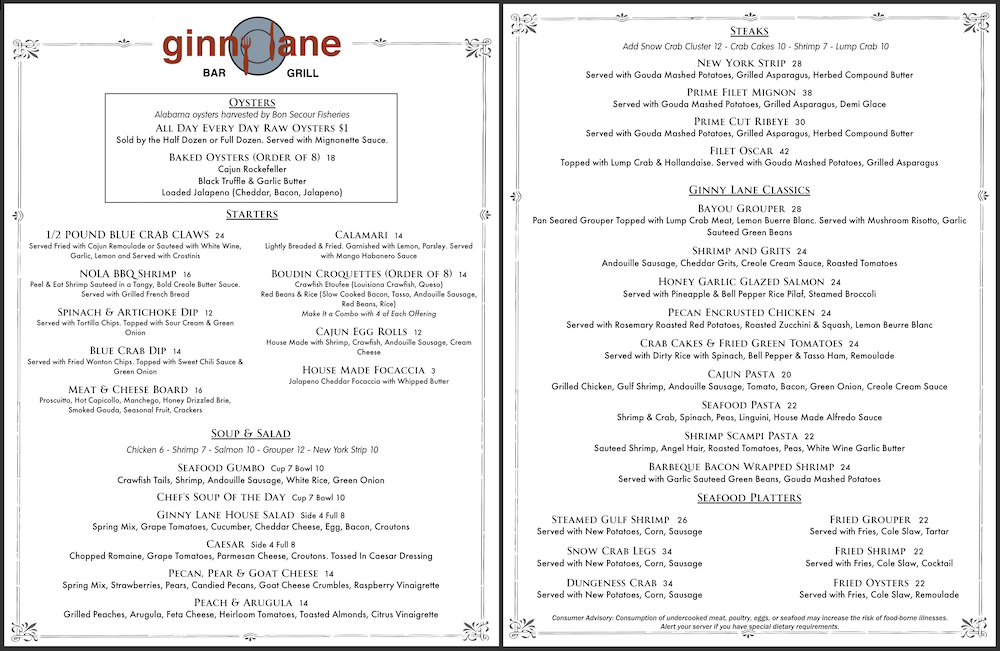 ginny lane
BAR GRILL
OYSTERS
Alabama oysters harvested by Bon Secour Fisheries
ALL DAY EVERY DAY RAW OYSTERS $1
Sold by the Half Dozen or Full Dozen. Served with Mignonette Sauce.
BAKED OYSTERS (ORDER OF 8) 18
Cajun Rockefeller
Black Truffle & Garlic Butter
Loaded Jalapeno (Cheddar, Bacon, Jalapeno)
STARTERS
1/2 POUND BLUE CRAB CLAWS 24
Served Fried with Cajun Remoulade or Sauteed with White Wine,
Garlic, Lemon and Served with Crostinis
NOLA BBQ SHRIMP 16
Peel & Eat Shrimp Sauteed in a Tangy, Bold Creole Butter Sauce.
Served with Grilled French Bread
SPINACH & ARTICHOKE DIP 12
Served with Tortilla Chips. Topped with Sour Cream & Green
Onion
BLUE CRAB DIP 14
Served with Fried Wonton Chips. Topped with Sweet Chili Sauce &
Green Onion
MEAT & CHEESE BOARD 16
Proscuitto, Hot Capicollo, Manchego, Honey Drizzled Brie,
Smoked Gouda, Seasonal Fruit, Crackers
CALAMARI 14
Lightly Breaded & Fried. Garnished with Lemon, Parsley. Served
with Mango Habanero Sauce
BOUDIN CROQUETTES (ORDER OF 8) 14
Crawfish Etoufee (Louisiana Crawfish, Queso)
Red Beans & Rice (Slow Cooked Bacon, Tasso, Andouille Sausage,
Red Beans, Rice)
Make It a Combo with 4 of Each Offering
CAJUN EGG ROLLS 12
House Made with Shrimp, Crawfish, Andouille Sausage, Cream
Cheese
HOUSE MADE FOCACCIA 3
Jalapeno Cheddar Focaccia with Whipped Butter
SOUP & SALAD
Chicken 6 - Shrimp 7 - Salmon 10 - Grouper 12 - New York Strip 10
SEAFOOD GUMBO Cup 7 Bowl 10
Crawfish Tails, Shrimp, Andouille Sausage, White Rice, Green Onion
CHEF'S SOUP OF THE DAY Cup 7 Bowl 10
GINNY LANE HOUSE SALAD Side 4 Full 8
Spring Mix, Grape Tomatoes, Cucumber, Cheddar Cheese, Egg, Bacon, Croutons
CAESAR Side 4 Full 8
Chopped Romaine, Grape Tomatoes, Parmesan Cheese, Croutons. Tossed In Caesar Dressing
PECAN, PEAR & GOAT CHEESE 14
Spring Mix, Strawberries, Pears, Candied Pecans, Goat Cheese Crumbles, Raspberry Vinaigrette
PEACH & ARUGULA 14
Grilled Peaches, Arugula, Feta Cheese, Heirloom Tomatoes, Toasted Almonds, Citrus Vinaigrette
STEAKS
Add Snow Crab Cluster 12 - Crab Cakes 10 - Shrimp 7 - Lump Crab 10
NEW YORK STRIP 28
Served with Gouda Mashed Potatoes, Grilled Asparagus, Herbed Compound Butter
PRIME FILET MIGNON 38
Served with Gouda Mashed Potatoes, Grilled Asparagus, Demi Glace
PRIME CUT RIBEYE 30
Served with Gouda Mashed Potatoes, Grilled Asparagus, Herbed Compound Butter
FILET OSCAR 42
Topped with Lump Crab & Hollandaise. Served with Gouda Mashed Potatoes, Grilled Asparagus
GINNY LANE CLASSICS
BAYOU GROUPER 28
Pan Seared Grouper Topped with Lump Crab Meat, Lemon Buerre Blanc. Served with Mushroom Risotto, Garlic
Sauteed Green Beans
SHRIMP AND GRITS 24
Andouille Sausage, Cheddar Grits, Creole Cream Sauce, Roasted Tomatoes
HONEY GARLIC GLAZED SALMON 24
Served with Pineapple & Bell Pepper Rice Pilaf, Steamed Broccoli
PECAN ENCRUSTED CHICKEN 24
Served with Rosemary Roasted Red Potatoes, Roasted Zucchini & Squash, Lemon Beurre Blanc
CRAB CAKES & FRIED GREEN TOMATOES 24
Served with Dirty Rice with Spinach, Bell Pepper & Tasso Ham, Remoulade
CAJUN PASTA 20
Grilled Chicken, Gulf Shrimp, Andouille Sausage, Tomato, Bacon, Green Onion, Creole Cream Sauce
SEAFOOD PASTA 22
Shrimp & Crab, Spinach, Peas, Linguini, House Made Alfredo Sauce
SHRIMP SCAMPI PASTA 22
Sauteed Shrimp, Angel Hair, Roasted Tomatoes, Peas, White Wine Garlic Butter
BARBEQUE BACON WRAPPED SHRIMP 24
Served with Garlic Sauteed Green Beans, Gouda Mashed Potatoes
SEAFOOD PLATTERS
STEAMED GULF SHRIMP 26
Served with New Potatoes, Corn, Sausage
SNOW CRAB LEGS 34
Served with New Potatoes, Corn, Sausage
DUNGENESS CRAB 34
Served with New Potatoes, Corn, Sausage
FRIED GROUPER 22
Served with Fries, Cole Slaw, Tartar
FRIED SHRIMP 22
Served with Fries, Cole Slaw, Cocktail
FRIED OYSTERS 22
Served with Fries, Cole Slaw, Remoulade
Consumer Advisory: Consumption of undercooked meat, poultry, eggs, or seafood may increase the risk of food-borne illnesses.
Alert your server if you have special dietary requirements.